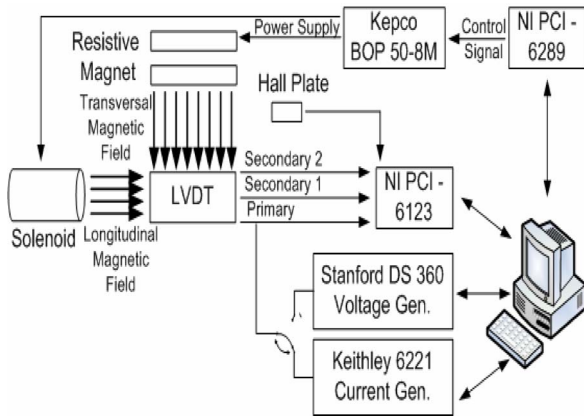 Resistive
Magnet
Power Supply
Kepco
BOP 50-8M
Control
Signal
NI PCI -
6289
Transversal
Magnetic
Field
Hall Plate
Solenoid
Longitudinal
Magnetic
Field
LVDT
Secondary 2
Secondary 1
Primary
NI PCI -
6123
Stanford DS 360
Voltage Gen.
Keithley 6221
Current Gen.